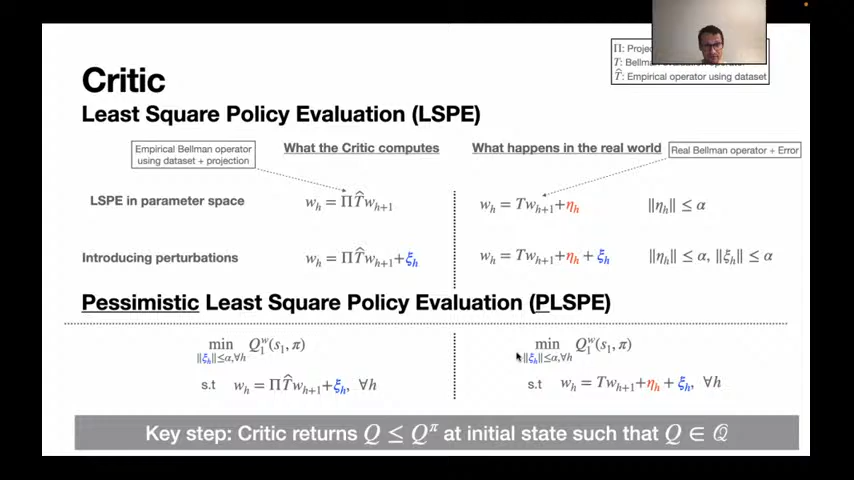 Critic
Π: Projec
T: Bellman evaluation operator
T̂: Empirical operator using dataset
Least Square Policy Evaluation (LSPE)
Empirical Bellman operator
using dataset + projection
What the Critic computes
What happens in the real world
Real Bellman operator + Error
LSPE in parameter space
w_h = ΠT̂w_{h+1}
w_h = Tw_{h+1}+η_h
‖η_h‖ ≤ α
Introducing perturbations
w_h = ΠT̂w_{h+1}+ξ_h
w_h = Tw_{h+1}+η_h + ξ_h
‖η_h‖ ≤ α, ‖ξ_h‖ ≤ α
Pessimistic Least Square Policy Evaluation (PLSPE)
min_{‖ξ_h‖≤α,∀h} Q_1^w(s_1, π)
s.t w_h = ΠT̂w_{h+1}+ξ_h, ∀h
min_{‖ξ_h‖≤α,∀h} Q_1^w(s_1, π)
s.t w_h = Tw_{h+1}+η_h + ξ_h, ∀h
Key step: Critic returns Q ≤ Q^π at initial state such that Q ∈ 𝒬